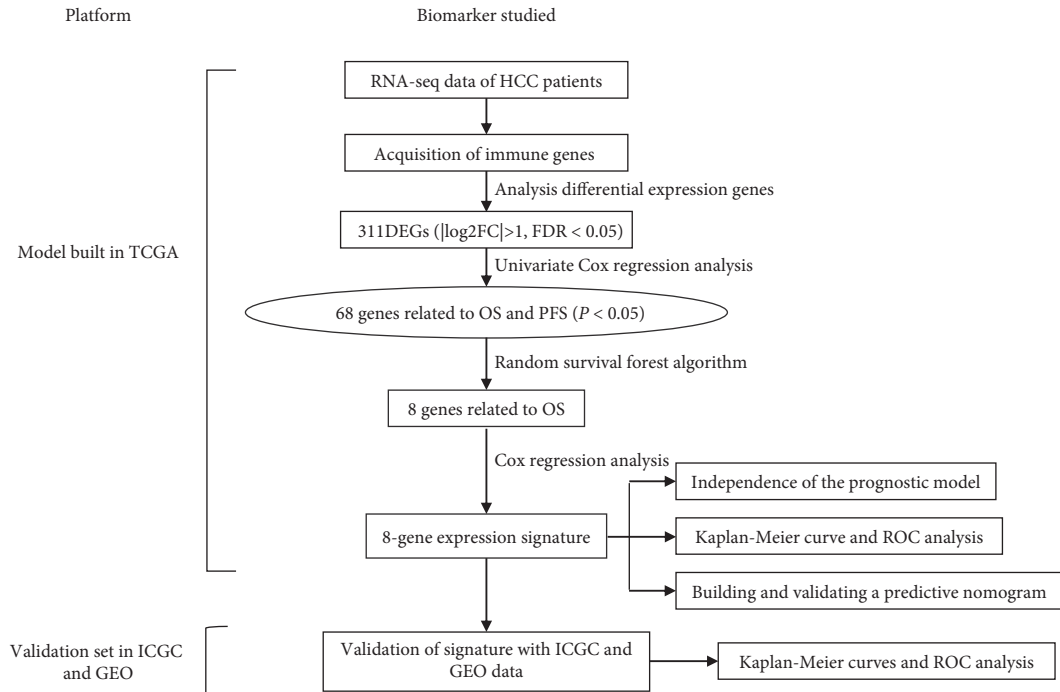 Platform
Biomarker studied
RNA-seq data of HCC patients
Acquisition of immune genes
Analysis differential expression genes
311DEGs (|log2FC|>1, FDR < 0.05)
Model built in TCGA
Univariate Cox regression analysis
68 genes related to OS and PFS (P < 0.05)
Random survival forest algorithm
8 genes related to OS
Cox regression analysis
Independence of the prognostic model
8-gene expression signature
Kaplan-Meier curve and ROC analysis
Building and validating a predictive nomogram
Validation set in ICGC
and GEO
Validation of signature with ICGC and
GEO data
Kaplan-Meier curves and ROC analysis